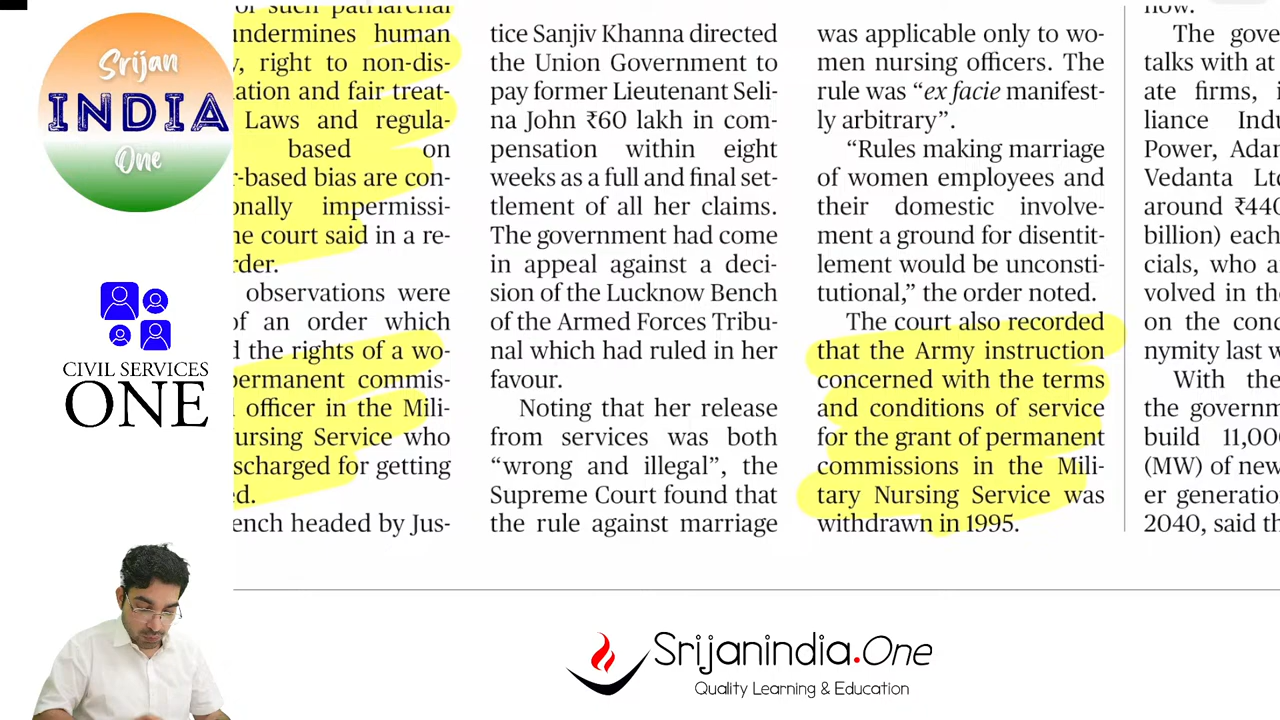 Srijan
INDIA
One
CIVIL SERVICES
ONE
of such patriarchal
undermines human
right to non-dis-
and fair treat-
Laws and regula-
based on
-based bias are con-
impermissi-
court said in a re-
observations were
of an order which
the rights of a wo-
permanent commis-
officer in the Mili-
Nursing Service who
for getting
headed by Jus-
tice Sanjiv Khanna directed
the Union Government to
pay former Lieutenant Seli-
na John ₹60 lakh in com-
pensation within eight
weeks as a full and final set-
tlement of all her claims.
The government had come
in appeal against a deci-
sion of the Lucknow Bench
of the Armed Forces Tribu-
nal which had ruled in her
favour.
Noting that her release
from services was both
“wrong and illegal”, the
Supreme Court found that
the rule against marriage
was applicable only to wo-
men nursing officers. The
rule was “ex facie manifest-
ly arbitrary”.
“Rules making marriage
of women employees and
their domestic involve-
ment a ground for disentit-
lement would be unconsti-
tutional,” the order noted.
The court also recorded
that the Army instruction
concerned with the terms
and conditions of service
for the grant of permanent
commissions in the Mili-
tary Nursing Service was
withdrawn in 1995.
now.
The gove
talks with at
ate firms, i
liance Indu
Power, Adan
Vedanta Ltd
around ₹440
billion) each
cials, who a
volved in the
on the conc
nymity last w
With the
the governm
build 11,000
(MW) of new
er generatio
2040, said th
Srijanindia.One
Quality Learning & Education